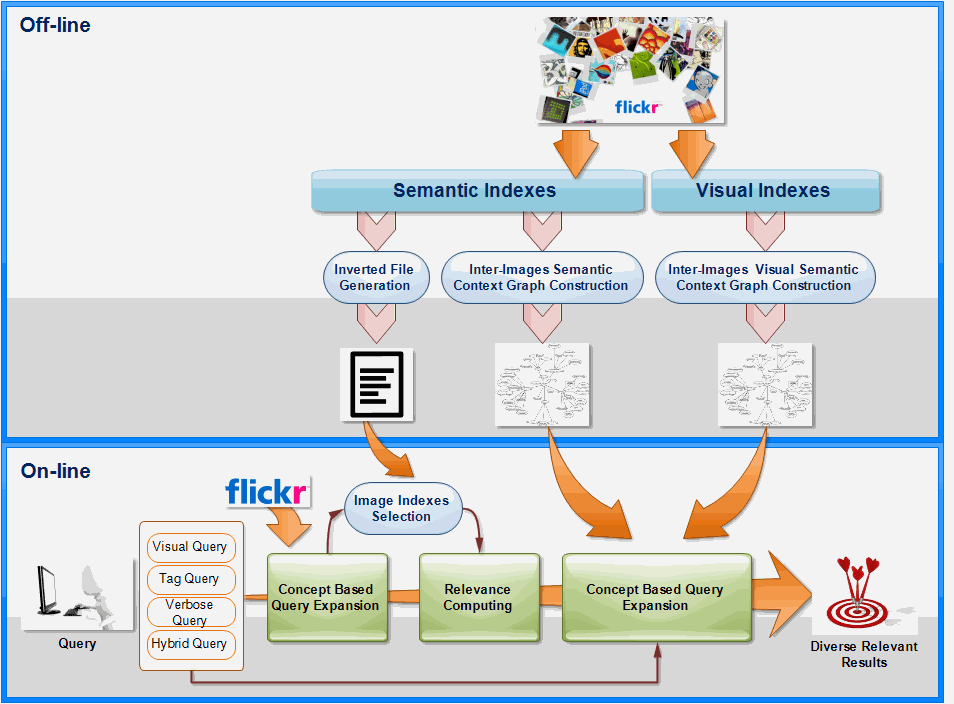 Off-line
flickr
Semantic Indexes
Visual Indexes
Inverted File
Generation
Inter-Images Semantic
Context Graph Construction
Inter-Images Visual Semantic
Context Graph Construction
On-line
flickr
Image Indexes
Selection
Visual Query
Tag Query
Verbose
Query
Hybrid Query
Query
Concept Based
Query Expansion
Relevance
Computing
Concept Based Query
Expansion
Diverse Relevant
Results